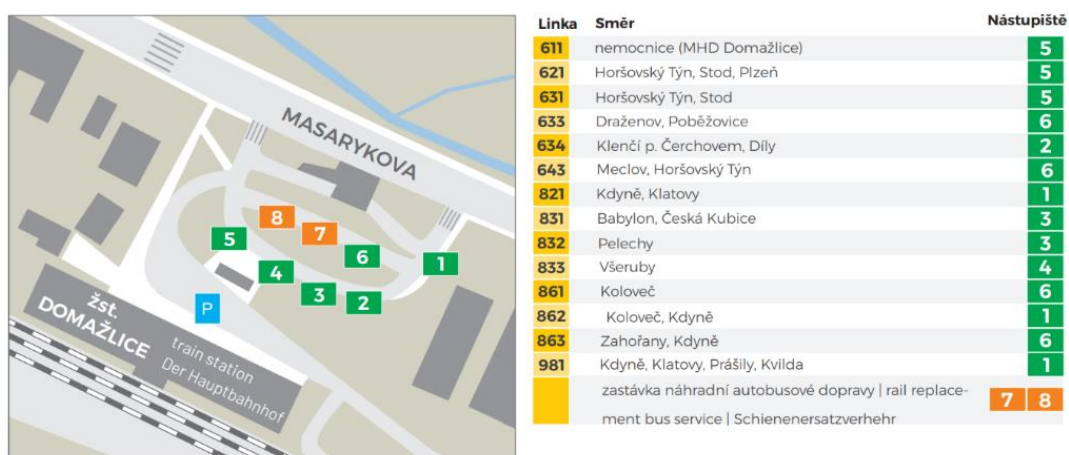 MASARYKOVA
8
7
5
6
1
4
3
2
P
žst.
DOMAŽLICE
train station
Der Hauptbahnhof
Linka Směr Nástupiště
611 nemocnice (MHD Domažlice) 5
621 Horšovský Týn, Stod, Plzeň 5
631 Horšovský Týn, Stod 5
633 Draženov, Poběžovice 6
634 Klenčí p. Čerchovem, Díly 2
643 Meclov, Horšovský Týn 6
821 Kdyně, Klatovy 1
831 Babylon, Česká Kubice 3
832 Pelechy 3
833 Všeruby 4
861 Koloveč 6
862 Koloveč, Kdyně 1
863 Zahořany, Kdyně 6
981 Kdyně, Klatovy, Prášily, Kvilda 1
zastávka náhradní autobusové dopravy | rail replace- 7 8
ment bus service | Schienenersatzverhehr